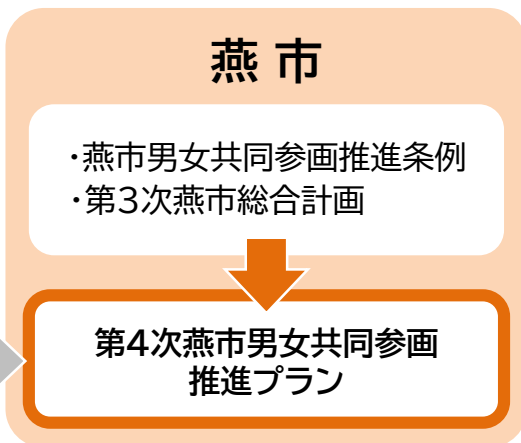 燕 市
・燕市男女共同参画推進条例
・第3次燕市総合計画
第4次燕市男女共同参画
推進プラン